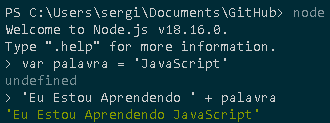 PS C:\Users\sergi\Documents\GitHub> node
Welcome to Node.js v18.16.0.
Type ".help" for more information.
> var palavra = 'JavaScript'
undefined
> 'Eu Estou Aprendendo ' + palavra
'Eu Estou Aprendendo JavaScript'